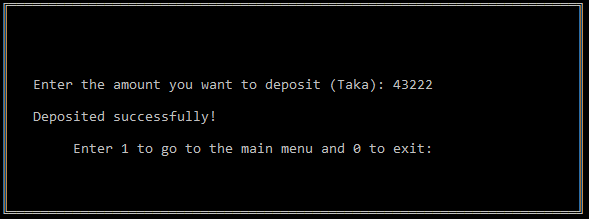 Enter the amount you want to deposit (Taka): 43222
Deposited successfully!
Enter 1 to go to the main menu and 0 to exit: